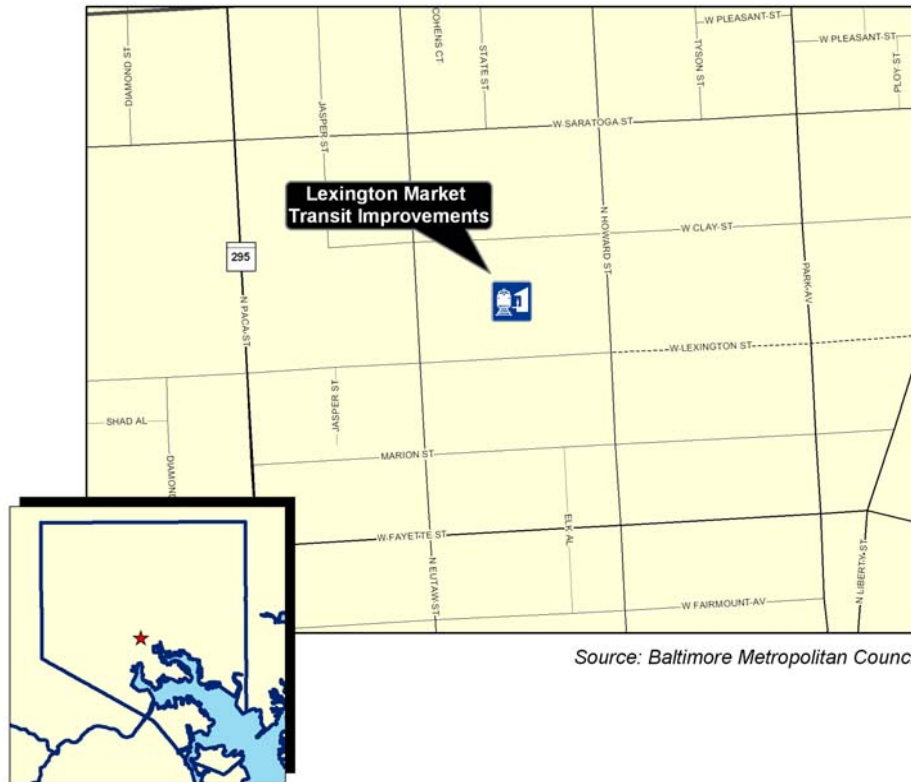 W PLEASANT ST
COHENS CT
W PLEASANT ST
DIAMOND ST
STATE ST
TYSON ST
PLOY ST
JASPER ST
W SARATOGA ST
Lexington Market
Transit Improvements
N HOWARD ST
W CLAY ST
295
PARK AV
N PACA ST
W LEXINGTON ST
JASPER ST
SHAD AL
MARION ST
DIAMOND
ELK AL
W FAYETTE ST
N EUTAW ST
N LIBERTY ST
W FAIRMOUNT AV
Source: Baltimore Metropolitan Counc